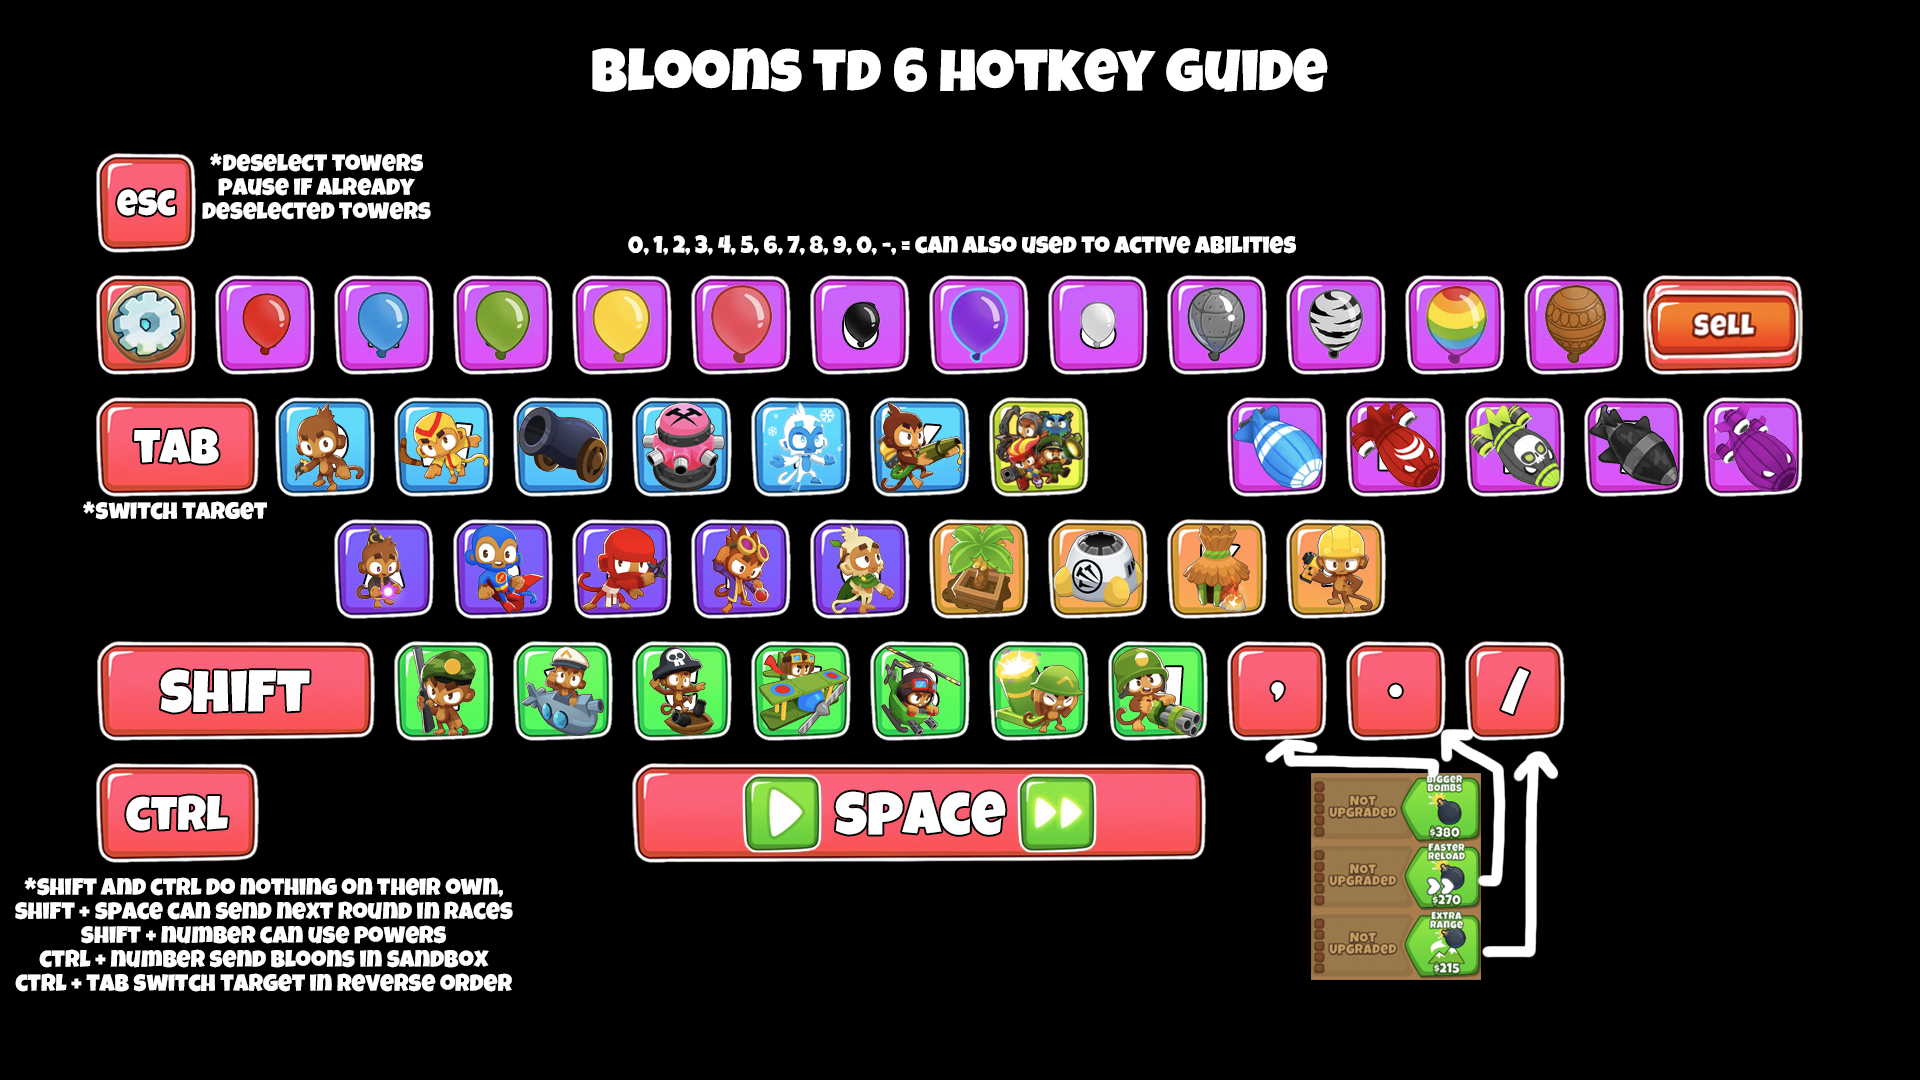 BLOONS TD 6 HOTKEY GUIDE
esc
*DESELECT TOWERS
PAUSE IF ALREADY
DESELECTED TOWERS
0, 1, 2, 3, 4, 5, 6, 7, 8, 9, 0, -, = CAN ALSO USED TO ACTIVE ABILITIES
SELL
TAB
*SWITCH TARGET
SHIFT
,
.
/
CTRL
SPACE
NOT UPGRADED
BIGGER BOMBS
$380
NOT UPGRADED
FASTER RELOAD
$270
NOT UPGRADED
EXTRA RANGE
$215
*SHIFT AND CTRL DO NOTHING ON THEIR OWN,
SHIFT + SPACE CAN SEND NEXT ROUND IN RACES
SHIFT + NUMBER CAN USE POWERS
CTRL + NUMBER SEND BLOONS IN SANDBOX
CTRL + TAB SWITCH TARGET IN REVERSE ORDER